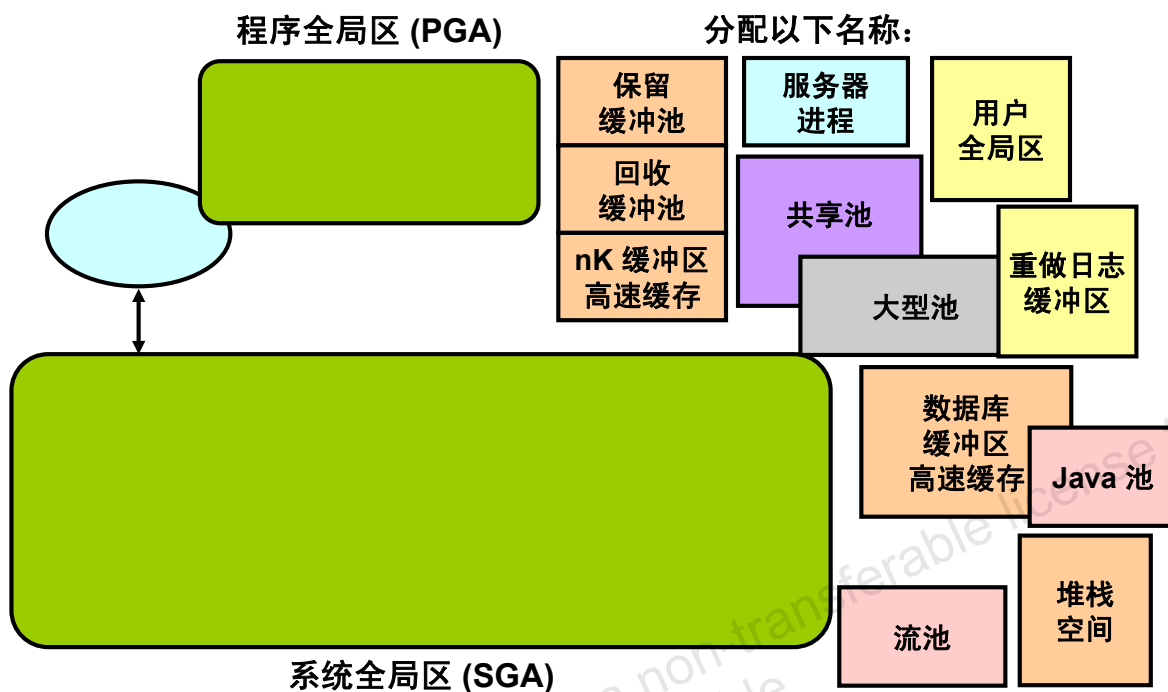 程序全局区 (PGA)
分配以下名称：
保留
缓冲池
服务器
进程
用户
全局区
回收
缓冲池
共享池
nK 缓冲区
高速缓存
大型池
重做日志
缓冲区
数据库
缓冲区
高速缓存
Java 池
堆栈
空间
流池
系统全局区 (SGA)
non-transferable license